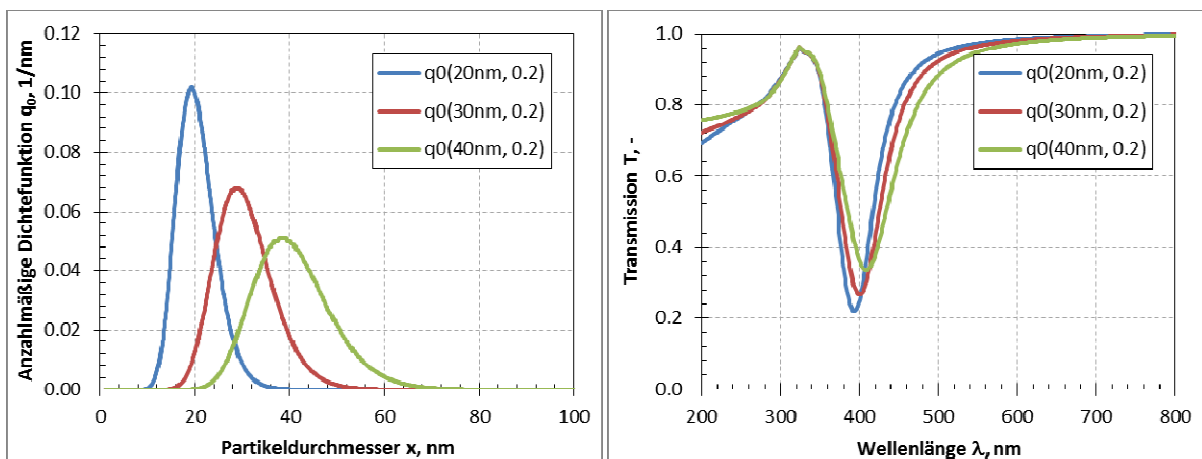 Anzahlmäßige Dichtefunktion q0, 1/nm
0.12
0.10
0.08
0.06
0.04
0.02
0.00
q0(20nm, 0.2)
q0(30nm, 0.2)
q0(40nm, 0.2)
0 20 40 60 80 100
Partikeldurchmesser x, nm
Transmission T, -
1.0
0.8
0.6
0.4
0.2
0.0
q0(20nm, 0.2)
q0(30nm, 0.2)
q0(40nm, 0.2)
200 300 400 500 600 700 800
Wellenlänge λ, nm